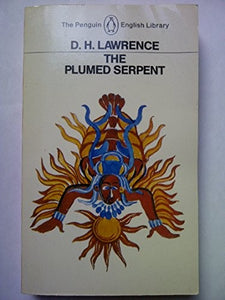 The Penguin English Library
D. H. LAWRENCE
THE
PLUMED SERPENT